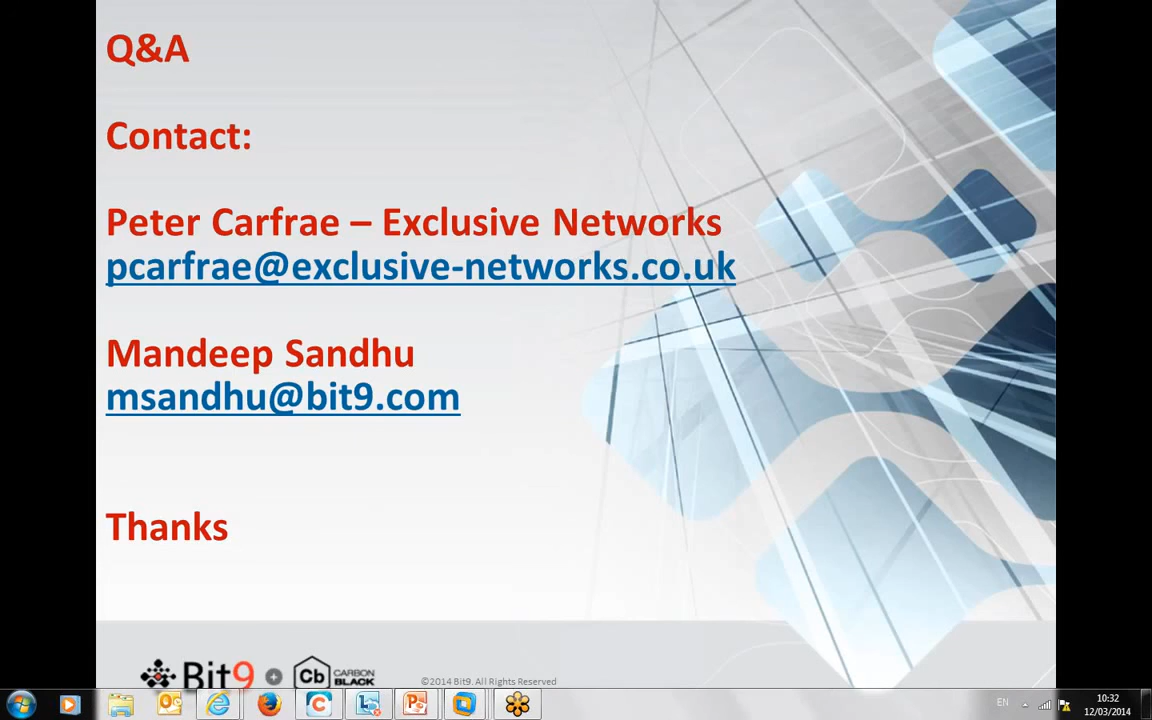 Q&A
Contact:
Peter Carfrae – Exclusive Networks
pcarfrae@exclusive-networks.co.uk
Mandeep Sandhu
msandhu@bit9.com
Thanks
Bit9 + Cb CARBON BLACK
©2014 Bit9. All Rights Reserved
EN
10:32
12/03/2014